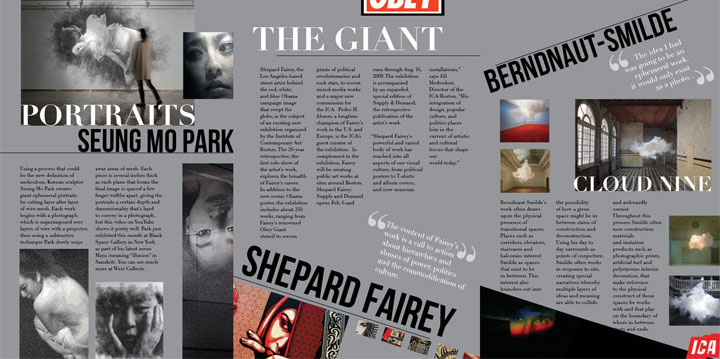 PORTRAITS
SEUNG MO PARK
Using a process that could
be the new definition of
meticulous, Korean sculptor
Seung Mo Park creates
giant ephemeral portraits
by cutting layer after layer
of wire mesh. Each work
begins with a photograph
which is superimposed over
layers of wire with a projector,
then using a subtractive
technique Park slowly snips
away areas of mesh. Each
piece is several inches thick
as each plane that forms the
final image is spaced a few
finger widths apart, giving the
portraits a certain depth and
dimensionality that's hard
to convey in a photograph,
but this video on YouTube
shows it pretty well. Park just
exhibited this month at Blank
Space Gallery in New York
as part of his latest series
Maya (meaning "illusion" in
Sanskrit). You can see much
more at West Collects.
OBEY
THE GIANT
Shepard Fairey, the
Los Angeles-based
street artist behind
the red, white,
and blue Obama
campaign image
that swept the
globe, is the subject
of an exciting new
exhibition organized
by the Institute of
Contemporary Art/
Boston. The 20-year
retrospective, the
first solo show of
the artist's work,
explores the breadth
of Fairey's career.
In addition to the
now iconic Obama
poster, the exhibition
includes about 250
works, ranging from
Fairey's renowned
Obey Giant
stencil to screen
prints of political
revolutionaries and
rock stars, to recent
mixed-media works
and a major new
commission for
the ICA. Pedro H.
Alonzo, a longtime
champion of Fairey's
work in the U.S. and
Europe, is the ICA's
guest curator of
the exhibition. In
complement to the
exhibition, Fairey
will be creating
public art works at
sites around Boston.
Shepard Fairey:
Supply and Demand
opens Feb. 6 and
runs through Aug. 16,
2009. The exhibition
is accompanied
by an expanded,
special edition of
Supply & Demand,
the retrospective
publication of the
artist's work.
"Shepard Fairey's
powerful and varied
body of work has
reached into all
aspects of our visual
culture, from political
posters to T-shirts
and album covers,
and now museum
installations,"
says Jill
Medvedow,
Director of the
ICA Boston. "His
integration of
design, popular
culture, and
politics places
him in the
current of artistic
and cultural
forces that shape
our
world today."
"The content of Fairey's
work is a call to action
about hierarchies and
abuses of power, politics
and the commodification of
culture.
SHEPARD FAIREY
BERNDNAUT-SMILDE
"The idea I had
was going to be an
ephemeral work
it would only exist
as a photo"
CLOUD NINE
Berndnaut Smilde's
work often draws
upon the physical
presence of
transitional spaces.
Places such as
corridors, elevators,
staircases and
balconies interest
Smilde as spaces
that exist to be
in between. This
interest also
branches out into
the possibility
of how a given
space might be in
between states of
construction and
deconstruction.
Using his day to
day surrounds as
points of conjecture,
Smilde often works
in response to site,
creating special
narratives whereby
multiple layers of
ideas and meaning
are able to collide
and awkwardly
coexist.
Throughout this
process Smilde often
uses construction
materials
and imitation
products such as
photographic prints,
artificial turf and
polystyrene interior
decoration, that
make reference
to the physical
construct of those
spaces he works
with and that play
on the boundary of
where in between
starts and ends.
ICA